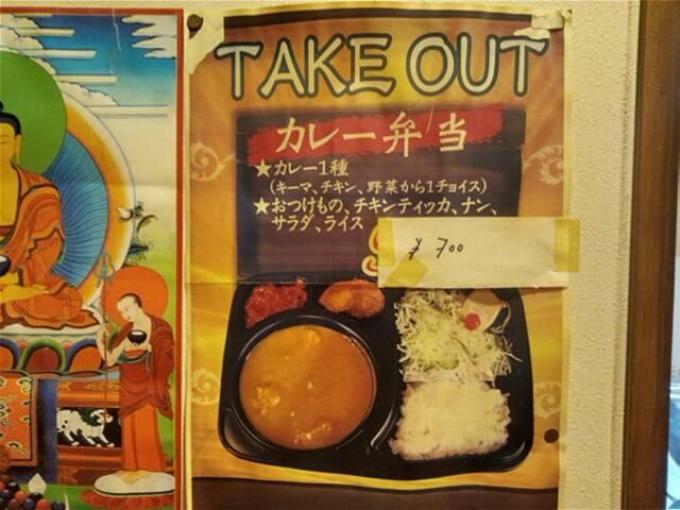 TAKE OUT
カレー弁当
★カレー1種
(キーマ、チキン、野菜から1チョイス)
★おつけもの、チキンティッカ、ナン、
サラダ、ライス
¥700